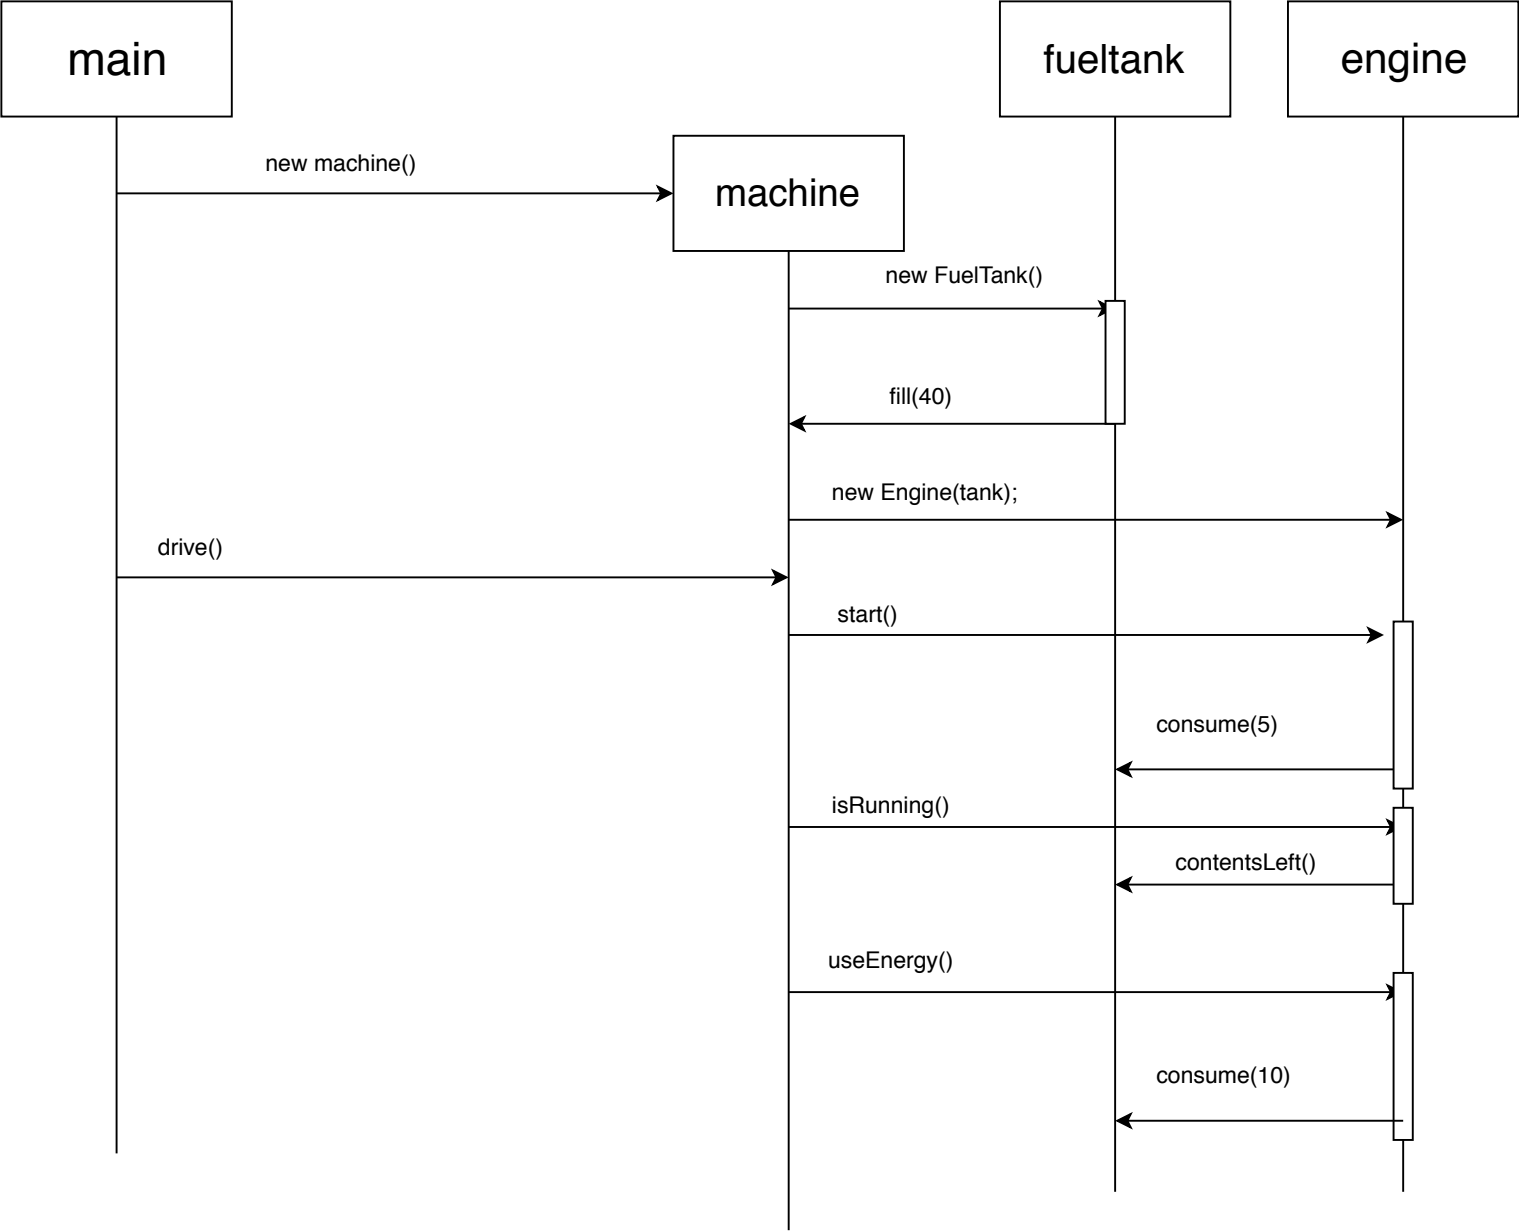 main
fueltank
engine
new machine()
machine
new FuelTank()
fill(40)
new Engine(tank);
drive()
start()
consume(5)
isRunning()
contentsLeft()
useEnergy()
consume(10)